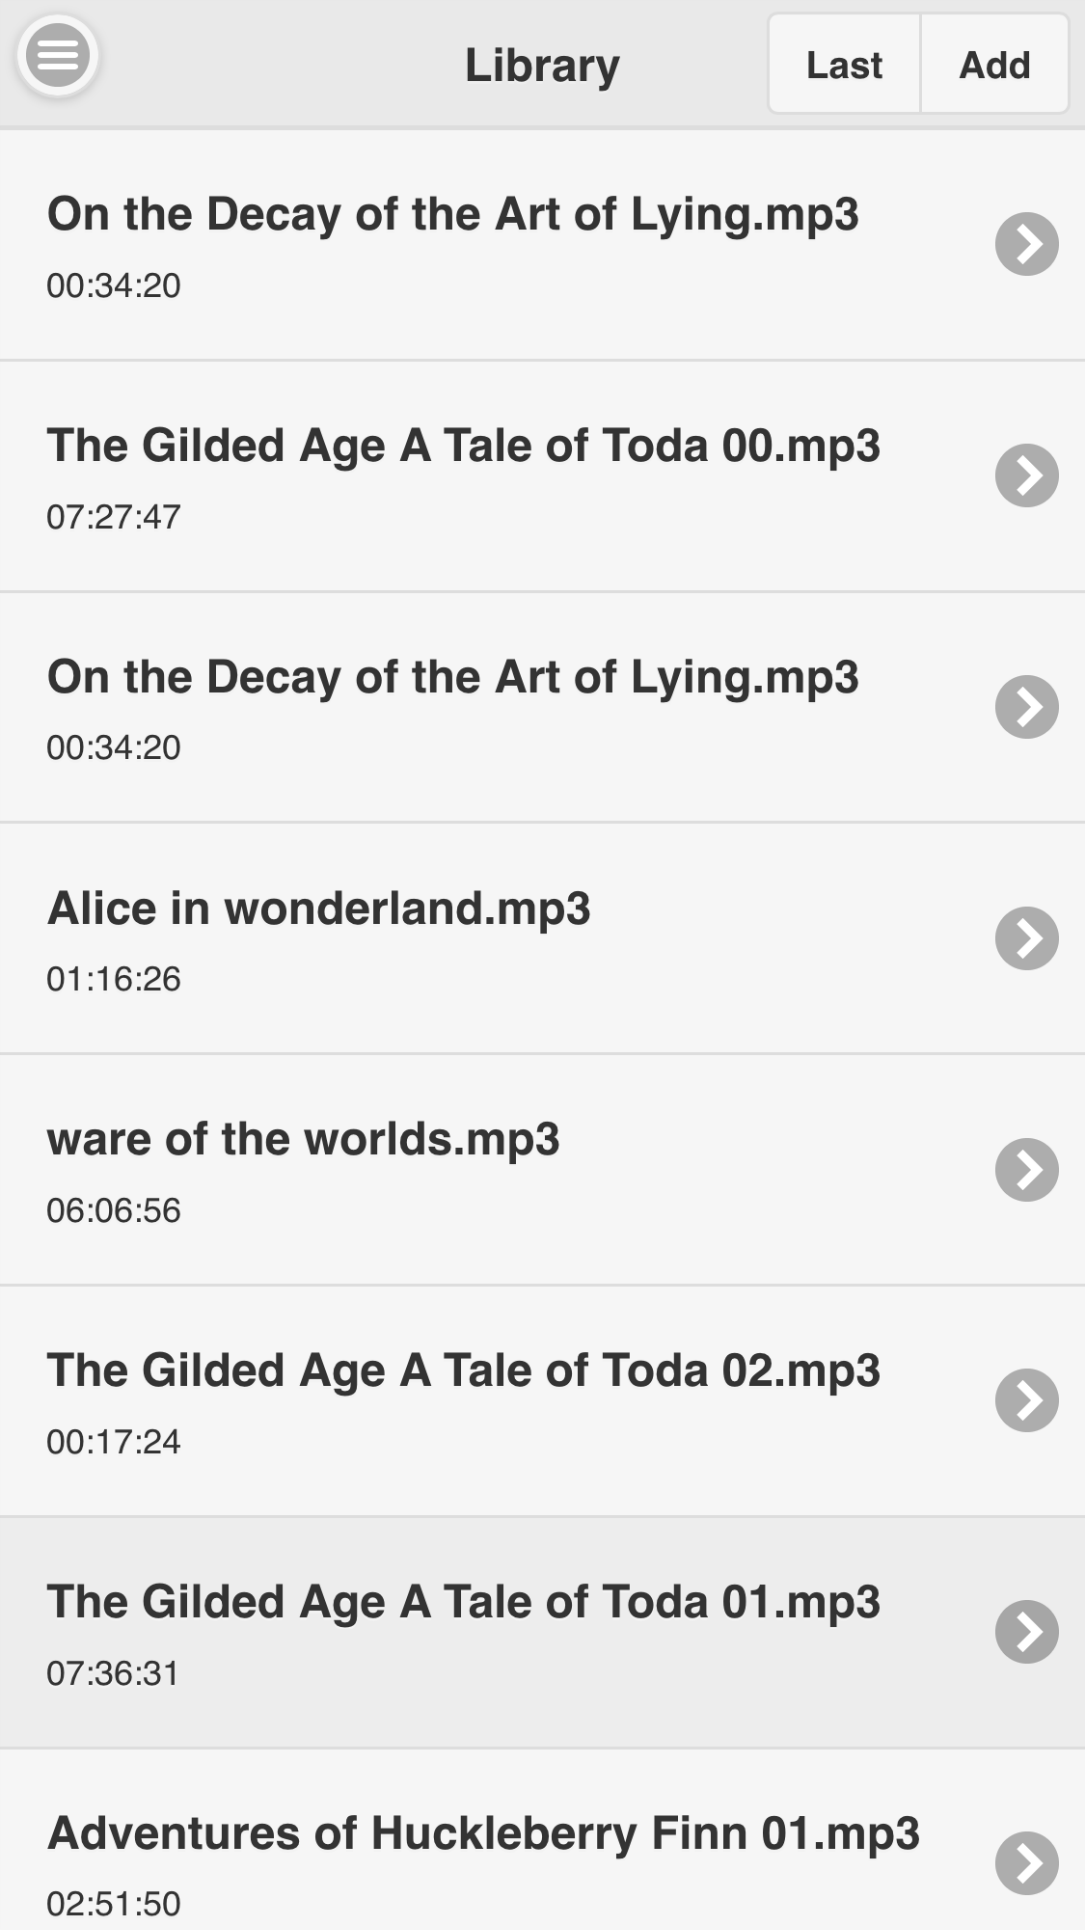 Library
Last
Add
On the Decay of the Art of Lying.mp3
00:34:20
The Gilded Age A Tale of Toda 00.mp3
07:27:47
On the Decay of the Art of Lying.mp3
00:34:20
Alice in wonderland.mp3
01:16:26
ware of the worlds.mp3
06:06:56
The Gilded Age A Tale of Toda 02.mp3
00:17:24
The Gilded Age A Tale of Toda 01.mp3
07:36:31
Adventures of Huckleberry Finn 01.mp3
02:51:50